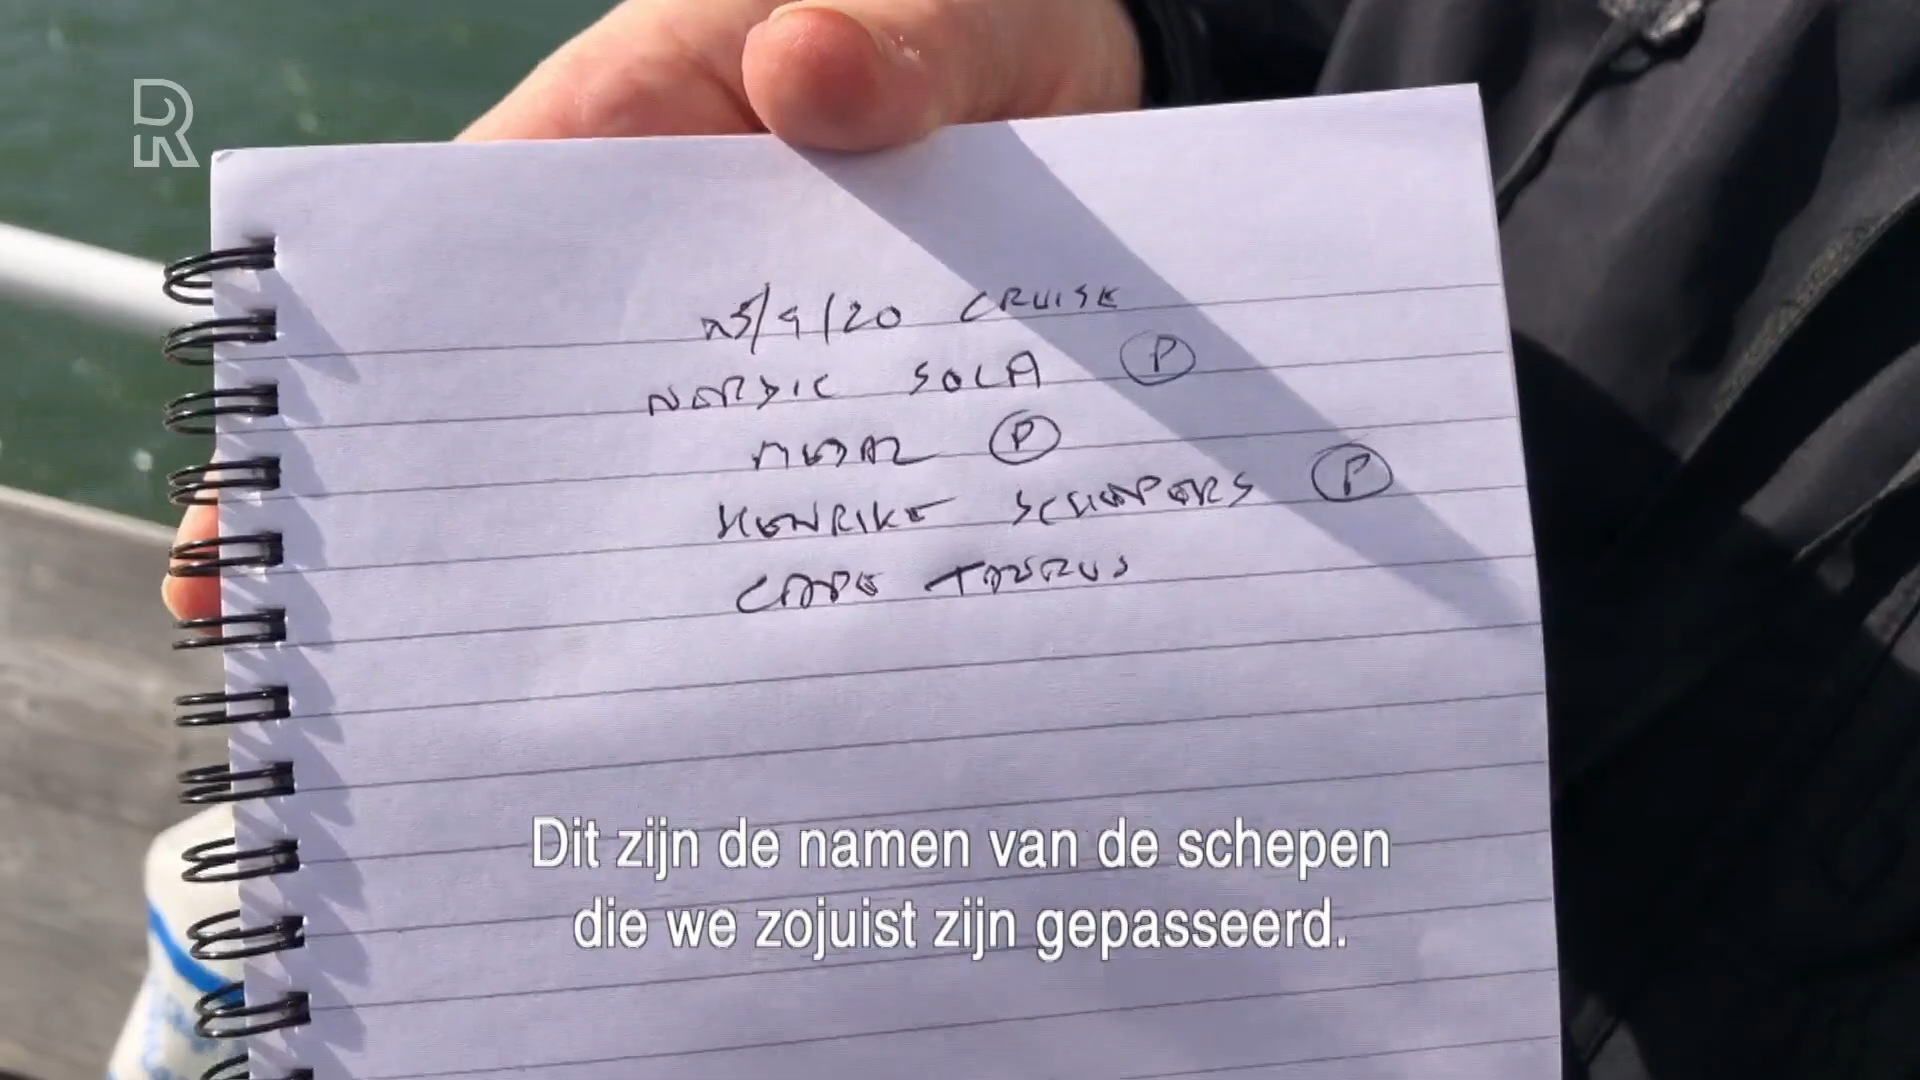 R
25/9/20 CRUISE
NORDIC SOLA P
P
HENRIKE SCHEPERS P
CAPE TAURUS
Dit zijn de namen van de schepen
die we zojuist zijn gepasseerd.